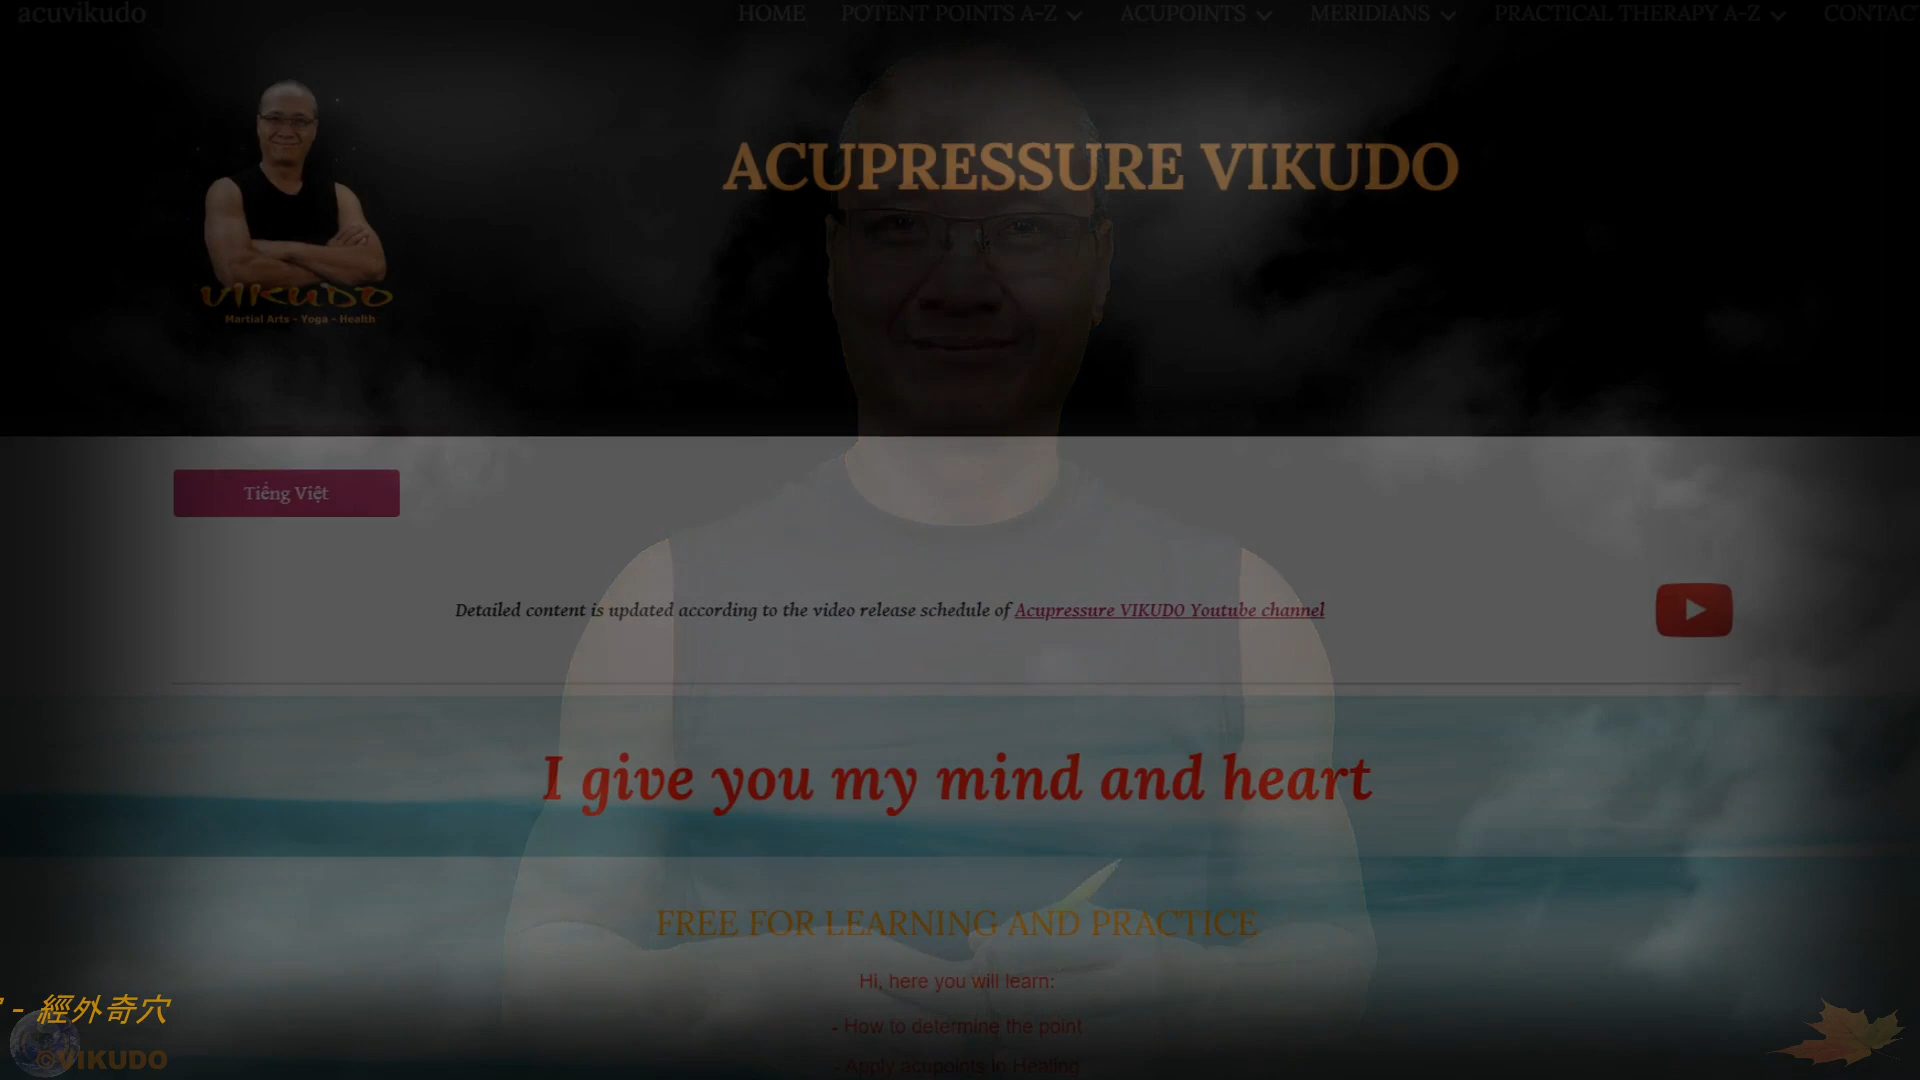 acuvikudo
HOME POTENT POINTS A-Z ACUPOINTS MERIDIANS PRACTICAL THERAPY A-Z CONTACT
ACUPRESSURE VIKUDO
VIKUDO
Martial Arts - Yoga - Health
Tiếng Việt
Detailed content is updated according to the video release schedule of Acupressure VIKUDO Youtube channel
I give you my mind and heart
FREE FOR LEARNING AND PRACTICE
Hi, here you will learn:
- How to determine the point
- Apply acupoints in Healing
- 經外奇穴
©VIKUDO